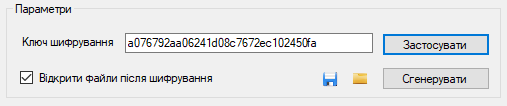 Параметри
Ключ шифрування a076792aa06241d08c7672ec102450fa Застосувати
Відкрити файли після шифрування Сгенерувати